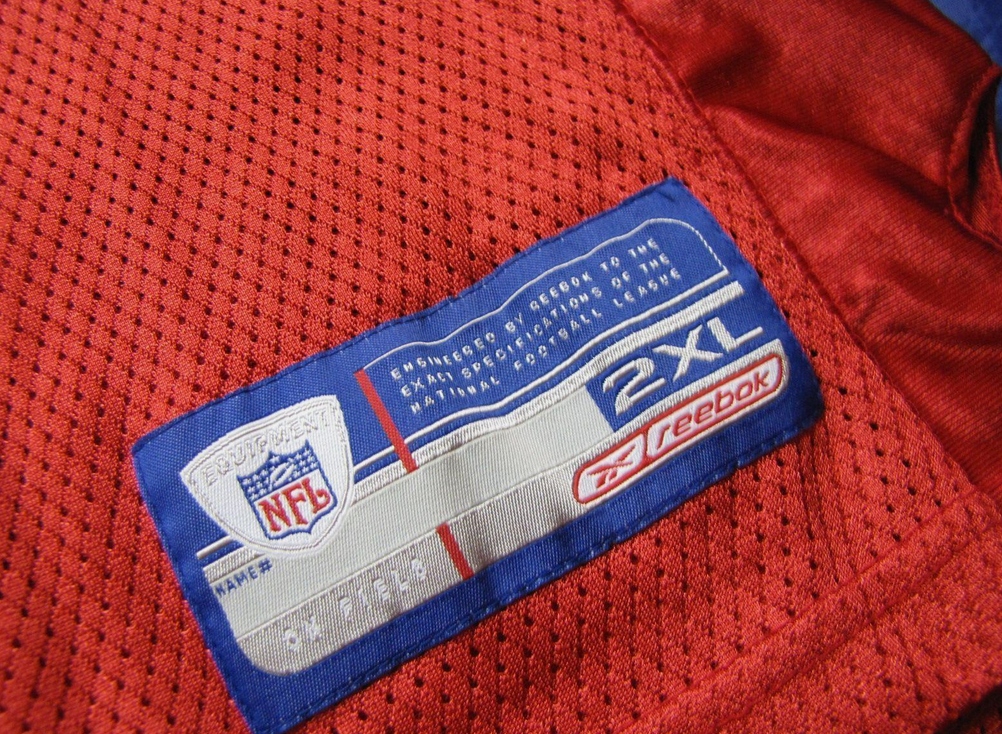 ENGINEERED BY REEBOK TO THE
EXACT SPECIFICATIONS OF THE
NATIONAL FOOTBALL LEAGUE
EQUIPMENT
NFL
2XL
Reebok
NAME#
ON FIELD